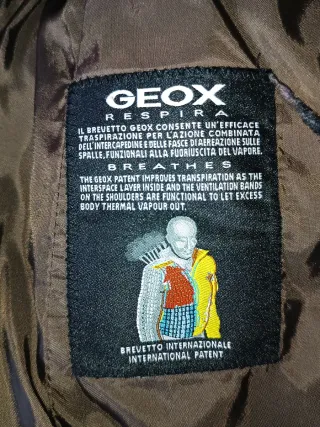 GEOX
RESPIRA
IL BREVETTO GEOX CONSENTE UN'EFFICACE
TRASPIRAZIONE PER L'AZIONE COMBINATA
DELL'INTERCAPEDINE E DELLE FASCE DI AEREAZIONE SULLE
SPALLE, FUNZIONALI ALLA FUORIUSCITA DEL VAPORE.
BREATHES
THE GEOX PATENT IMPROVES TRANSPIRATION AS THE
INTERSPACE LAYER INSIDE AND THE VENTILATION BANDS
ON THE SHOULDERS ARE FUNCTIONAL TO LET EXCESS
BODY THERMAL VAPOUR OUT.
BREVETTO INTERNAZIONALE
INTERNATIONAL PATENT